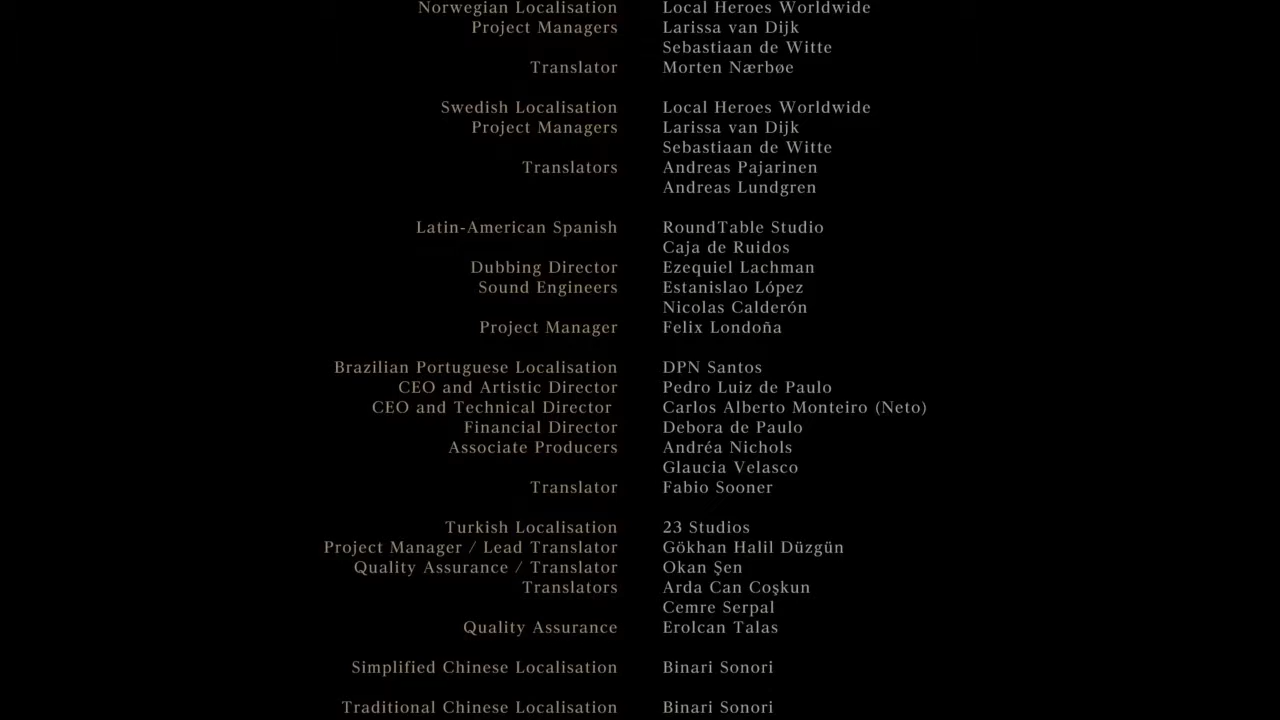 Norwegian Localisation Local Heroes Worldwide
Project Managers Larissa van Dijk
Sebastiaan de Witte
Translator Morten Nærbøe
Swedish Localisation Local Heroes Worldwide
Project Managers Larissa van Dijk
Sebastiaan de Witte
Translators Andreas Pajarinen
Andreas Lundgren
Latin-American Spanish RoundTable Studio
Caja de Ruidos
Dubbing Director Ezequiel Lachman
Sound Engineers Estanislao López
Nicolas Calderón
Project Manager Felix Londoña
Brazilian Portuguese Localisation DPN Santos
CEO and Artistic Director Pedro Luiz de Paulo
CEO and Technical Director Carlos Alberto Monteiro (Neto)
Financial Director Debora de Paulo
Associate Producers Andréa Nichols
Glaucia Velasco
Translator Fabio Sooner
Turkish Localisation 23 Studios
Project Manager / Lead Translator Gökhan Halil Düzgün
Quality Assurance / Translator Okan Şen
Translators Arda Can Coşkun
Cemre Serpal
Quality Assurance Erolcan Talas
Simplified Chinese Localisation Binari Sonori
Traditional Chinese Localisation Binari Sonori